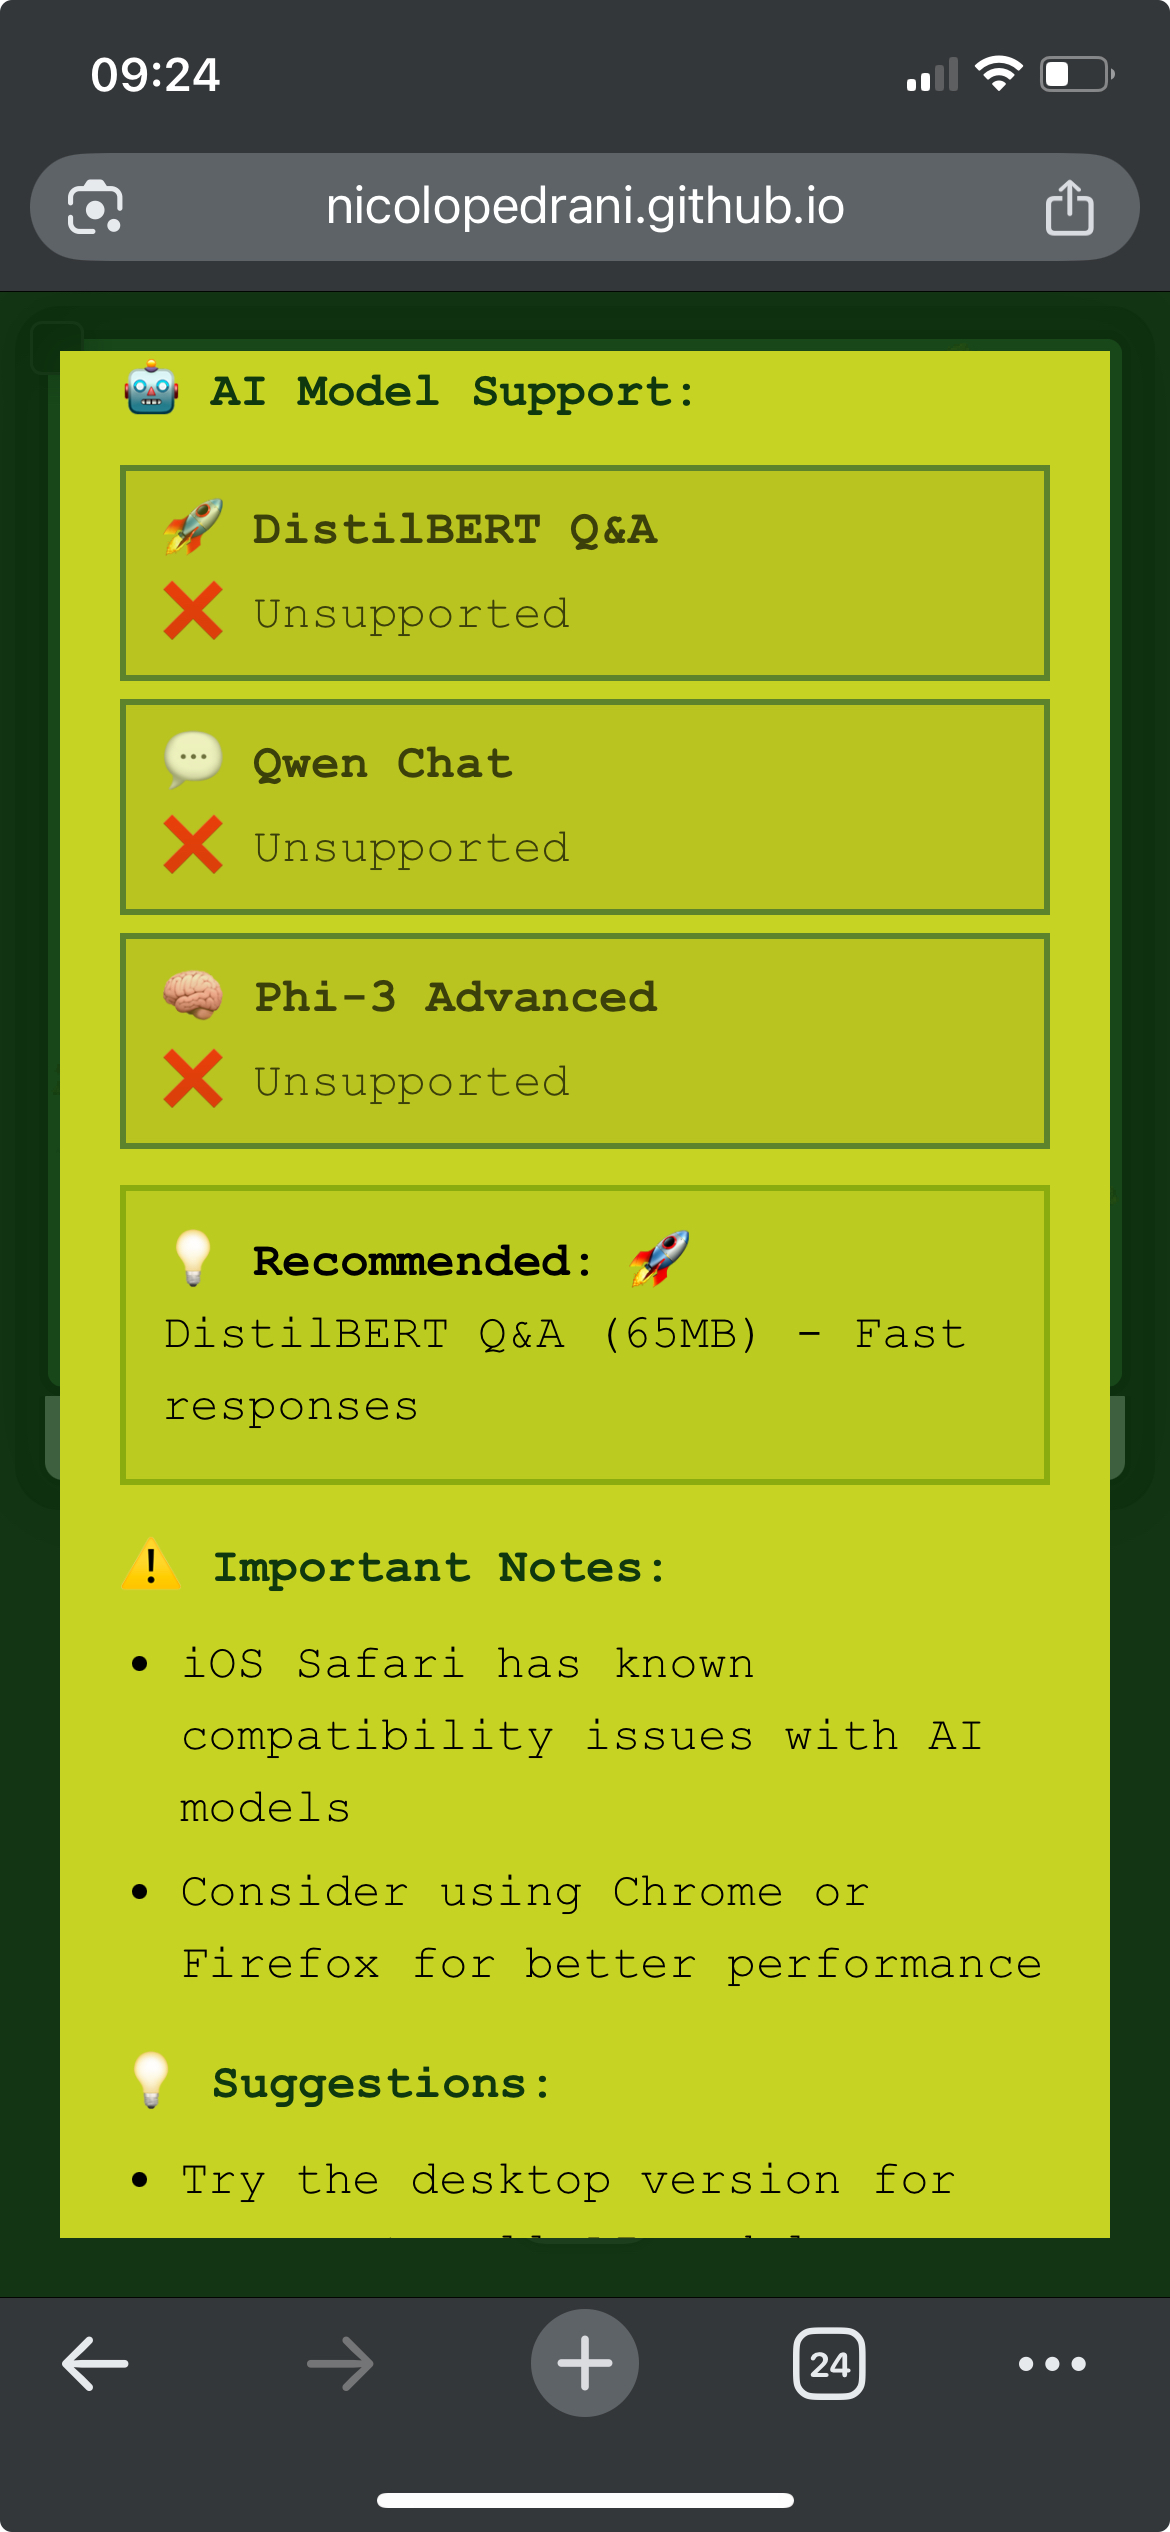 09:24
nicolopedrani.github.io
🤖 AI Model Support:
🚀 DistilBERT Q&A
❌ Unsupported
💬 Qwen Chat
❌ Unsupported
🧠 Phi-3 Advanced
❌ Unsupported
💡 Recommended: 🚀
DistilBERT Q&A (65MB) - Fast
responses
⚠️ Important Notes:
• iOS Safari has known
compatibility issues with AI
models
• Consider using Chrome or
Firefox for better performance
💡 Suggestions:
• Try the desktop version for
24